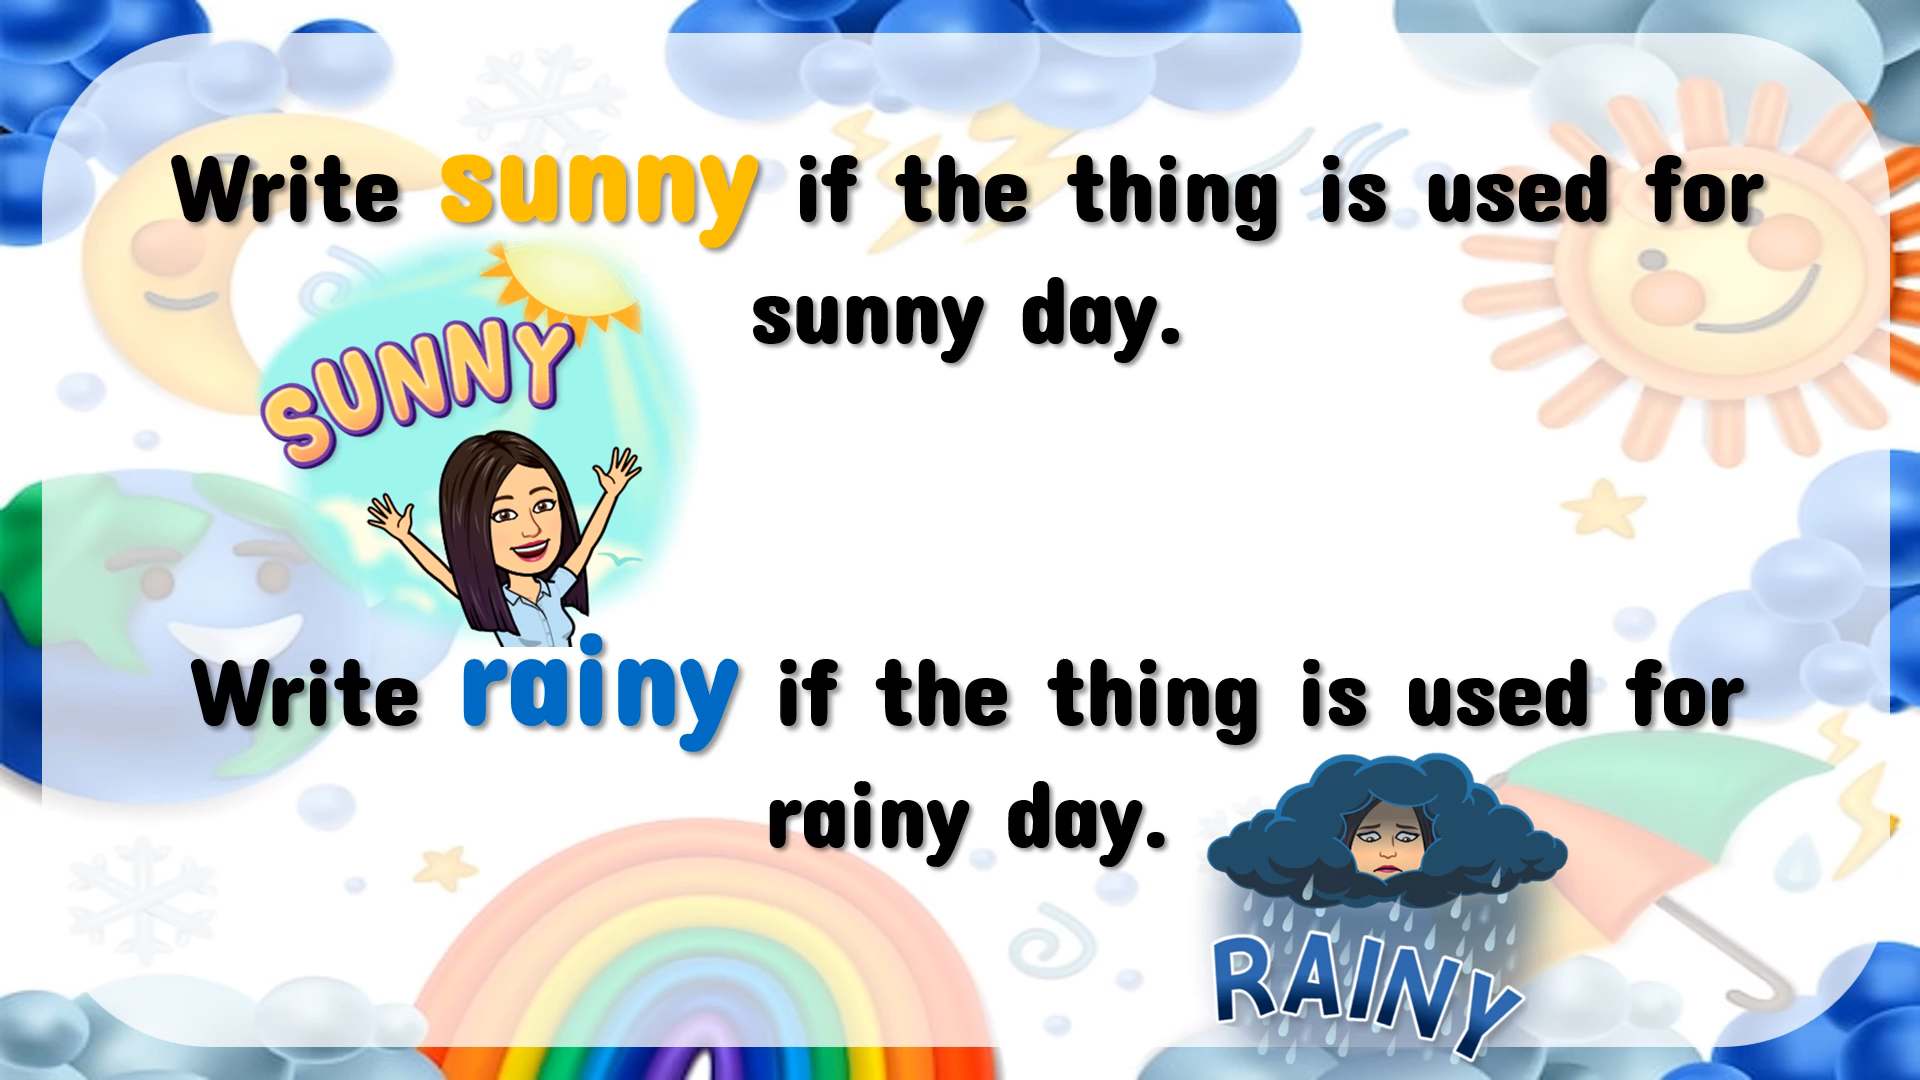 Write sunny if the thing is used for
sunny day.
SUNNY
Write rainy if the thing is used for
rainy day.
RAINY